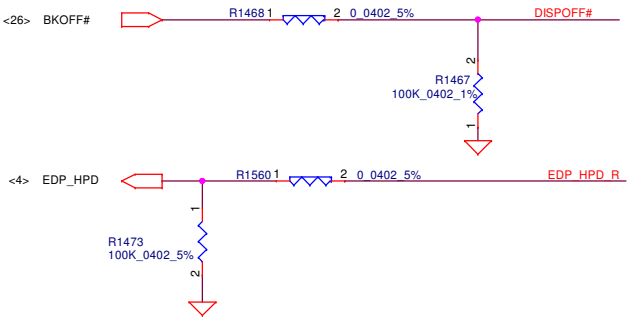 <26> BKOFF# R1468 1 2 0_0402_5% DISPOFF#
2
R1467
100K_0402_1%
1
<4> EDP_HPD R1560 1 2 0_0402_5% EDP_HPD_R
1
R1473
100K_0402_5%
2